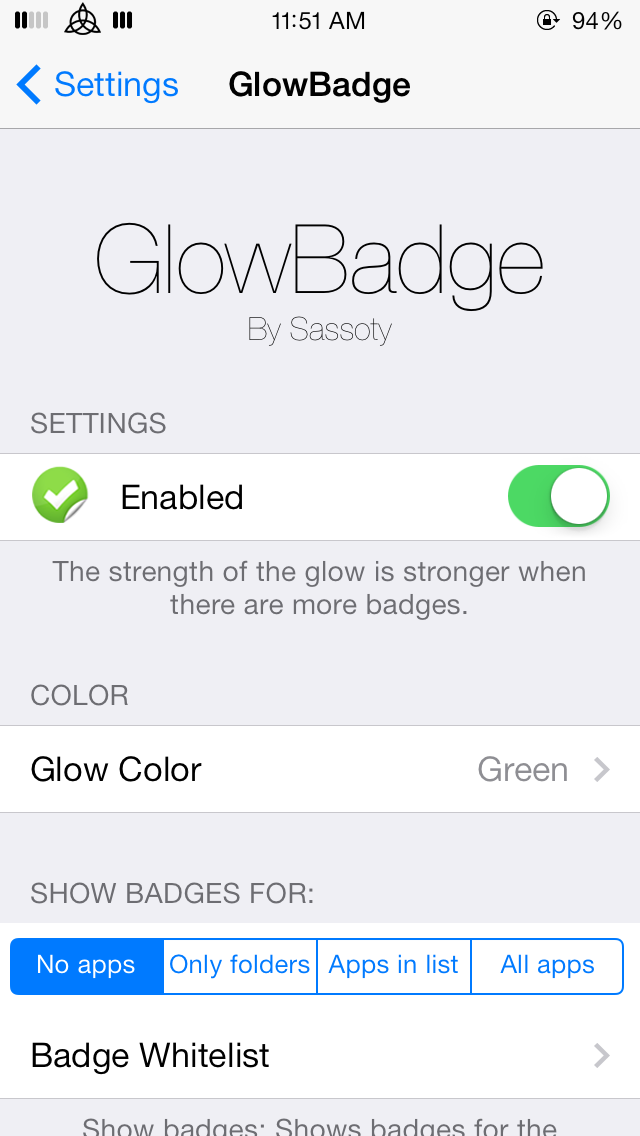 11:51 AM
94%
Settings
GlowBadge
GlowBadge
By Sassoty
SETTINGS
Enabled
The strength of the glow is stronger when
there are more badges.
COLOR
Glow Color
Green
SHOW BADGES FOR:
No apps
Only folders
Apps in list
All apps
Badge Whitelist
Show badges: Shows badges for the